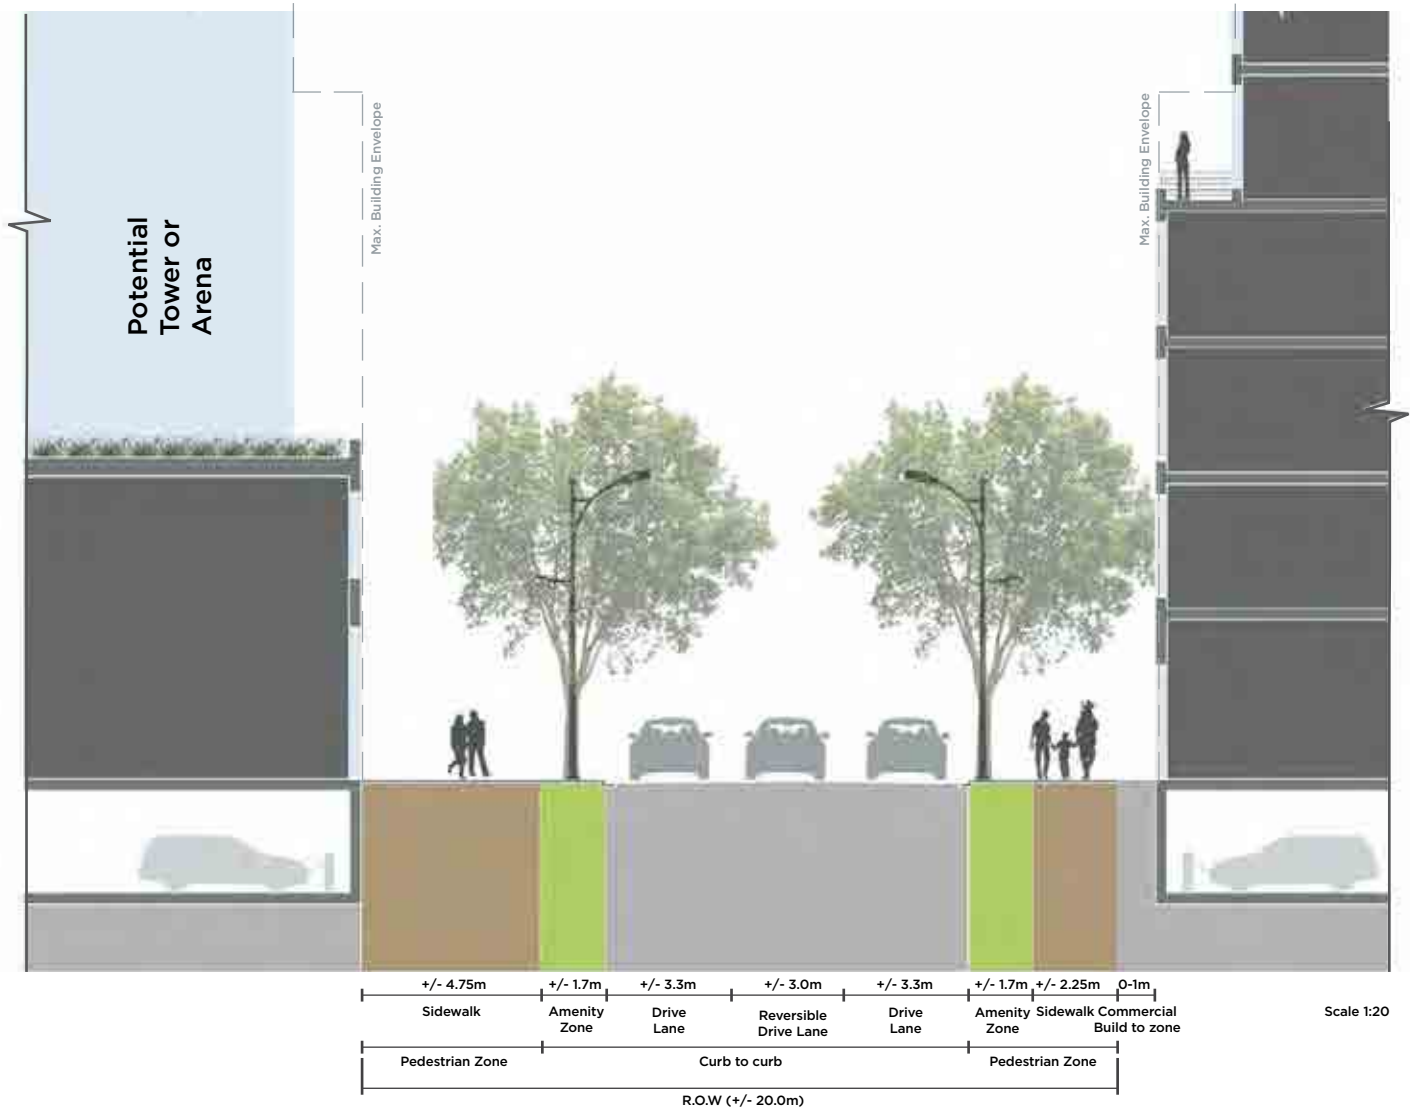 Max. Building Envelope
Max. Building Envelope
Potential
Tower or
Arena
+/- 4.75m
+/- 1.7m
+/- 3.3m
+/- 3.0m
+/- 3.3m
+/- 1.7m
+/- 2.25m
0-1m
Sidewalk
Amenity
Zone
Drive
Lane
Reversible
Drive Lane
Drive
Lane
Amenity
Zone
Sidewalk
Commercial
Build to zone
Scale 1:20
Pedestrian Zone
Curb to curb
Pedestrian Zone
R.O.W (+/- 20.0m)